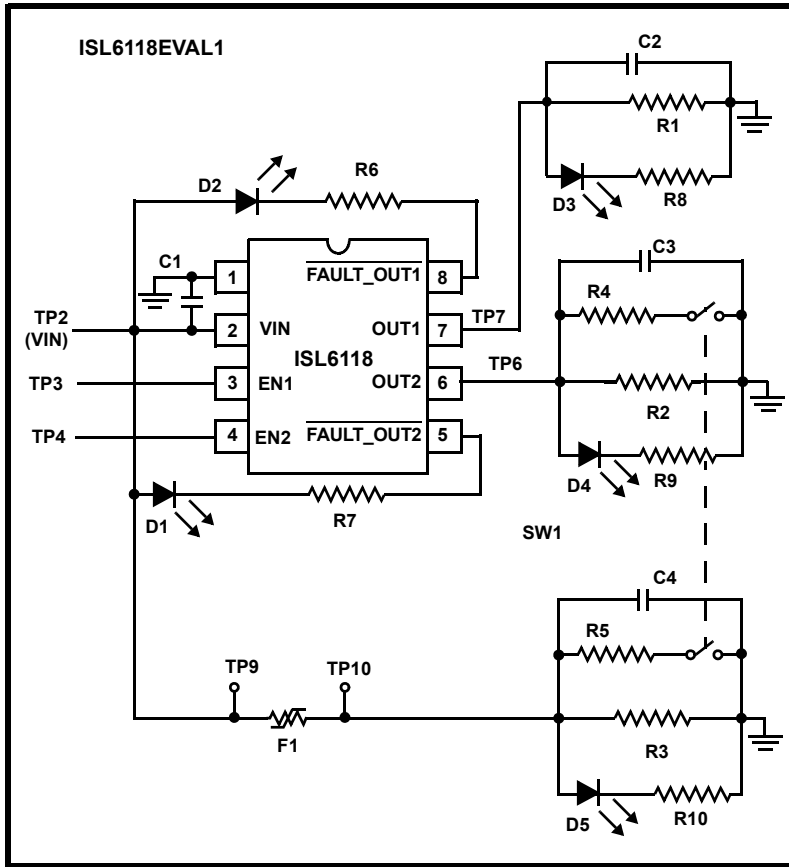 ISL6118EVAL1
C2
R1
D3
R8
D2
R6
C1
1
FAULT_OUT1
8
TP2
(VIN)
2
VIN
OUT1
7
TP7
ISL6118
TP3
3
EN1
OUT2
6
TP6
TP4
4
EN2
FAULT_OUT2
5
D1
R7
C3
R4
R2
D4
R9
SW1
C4
R5
TP9
TP10
F1
R3
D5
R10